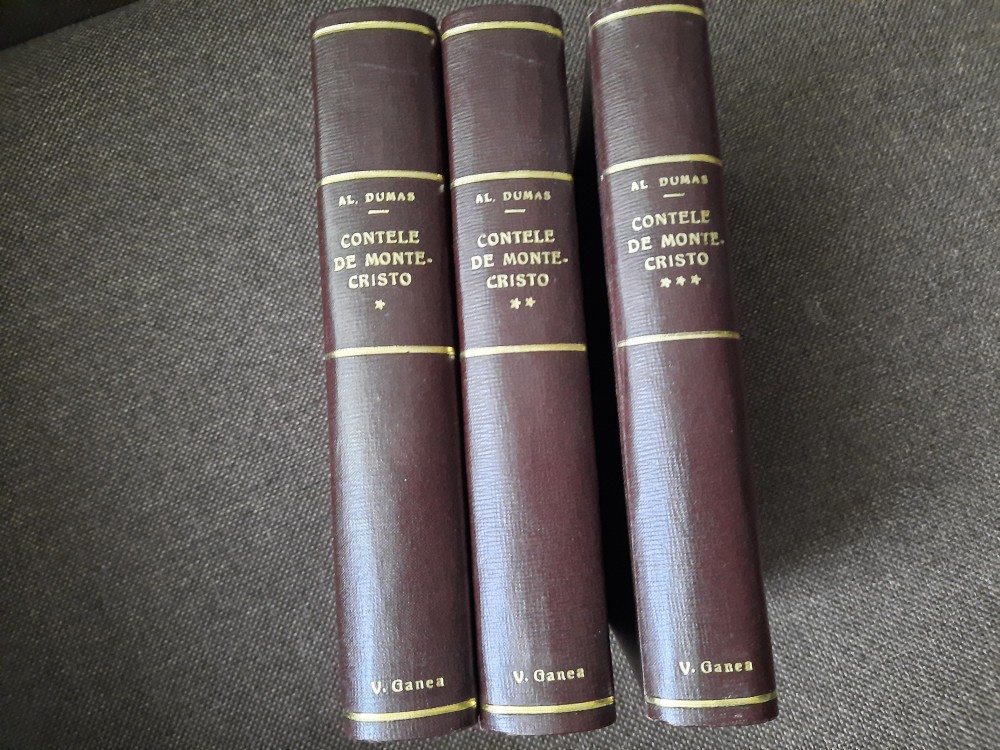 AL. DUMAS
CONTELE
DE MONTE-
CRISTO
*
V. Ganea
AL. DUMAS
CONTELE
DE MONTE-
CRISTO
**
V. Ganea
AL. DUMAS
CONTELE
DE MONTE-
CRISTO
***
V. Ganea